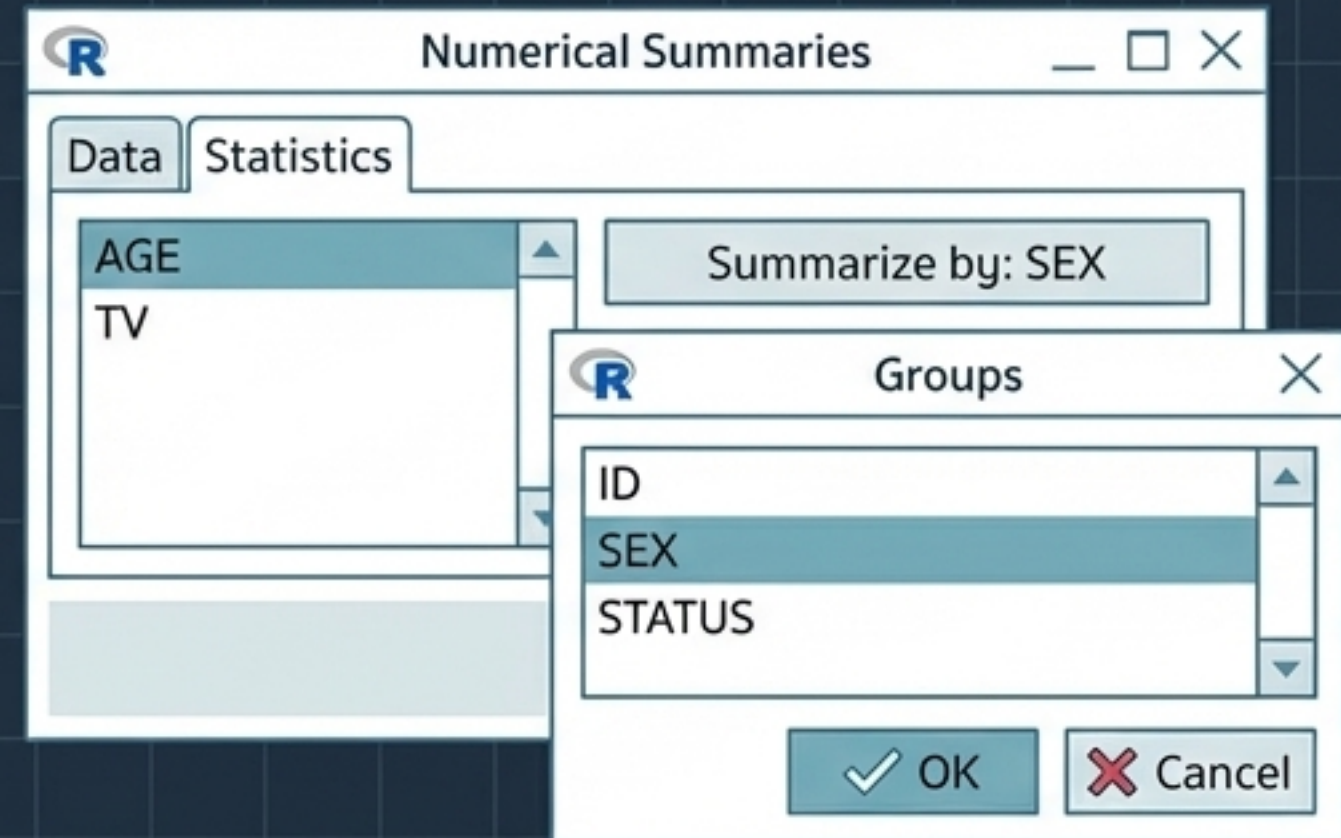 R Numerical Summaries
Data Statistics
AGE
TV
Summarize by: SEX
R Groups
ID
SEX
STATUS
OK Cancel